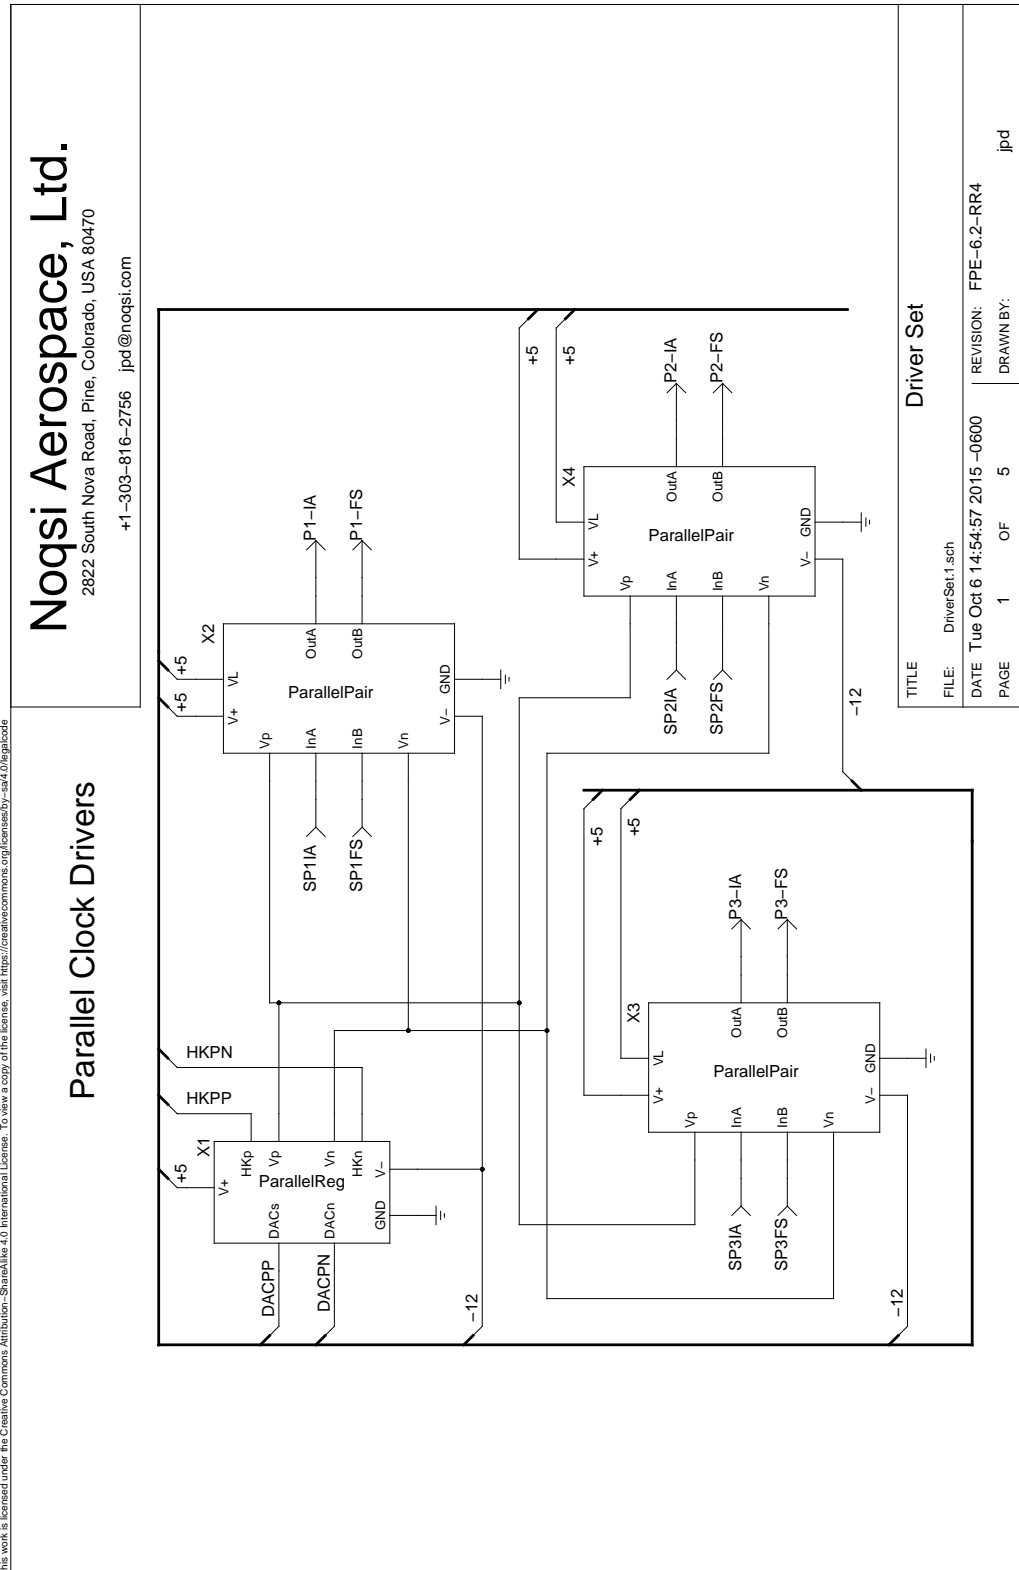 his work is licensed under the Creative Commons Attribution−ShareAlike 4.0 International License. To view a copy of the license, visit https://creativecommons.org/licenses/by−sa/4.0/legalcode
Noqsi Aerospace, Ltd.
2822 South Nova Road, Pine, Colorado, USA 80470
+1−303−816−2756 jpd@noqsi.com
Parallel Clock Drivers
HKPN
HKPP
+5
X1
V+
HKp
Vp
Vn
HKn
ParallelReg
DACs
DACn
GND
V−
DACPP
DACPN
−12
+5
+5
X2
V+
VL
Vp
InA
InB
Vn
ParallelPair
OutA
OutB
V−
GND
SP1IA
SP1FS
P1−IA
P1−FS
+5
+5
X4
V+
VL
Vp
InA
InB
Vn
ParallelPair
OutA
OutB
V−
GND
SP2IA
SP2FS
P2−IA
P2−FS
−12
+5
+5
X3
V+
VL
Vp
InA
InB
Vn
ParallelPair
OutA
OutB
V−
GND
SP3IA
SP3FS
P3−IA
P3−FS
−12
TITLE
Driver Set
FILE: DriverSet.1.sch
DATE Tue Oct 6 14:54:57 2015 −0600
REVISION: FPE−6.2−RR4
PAGE 1 OF 5
DRAWN BY: jpd